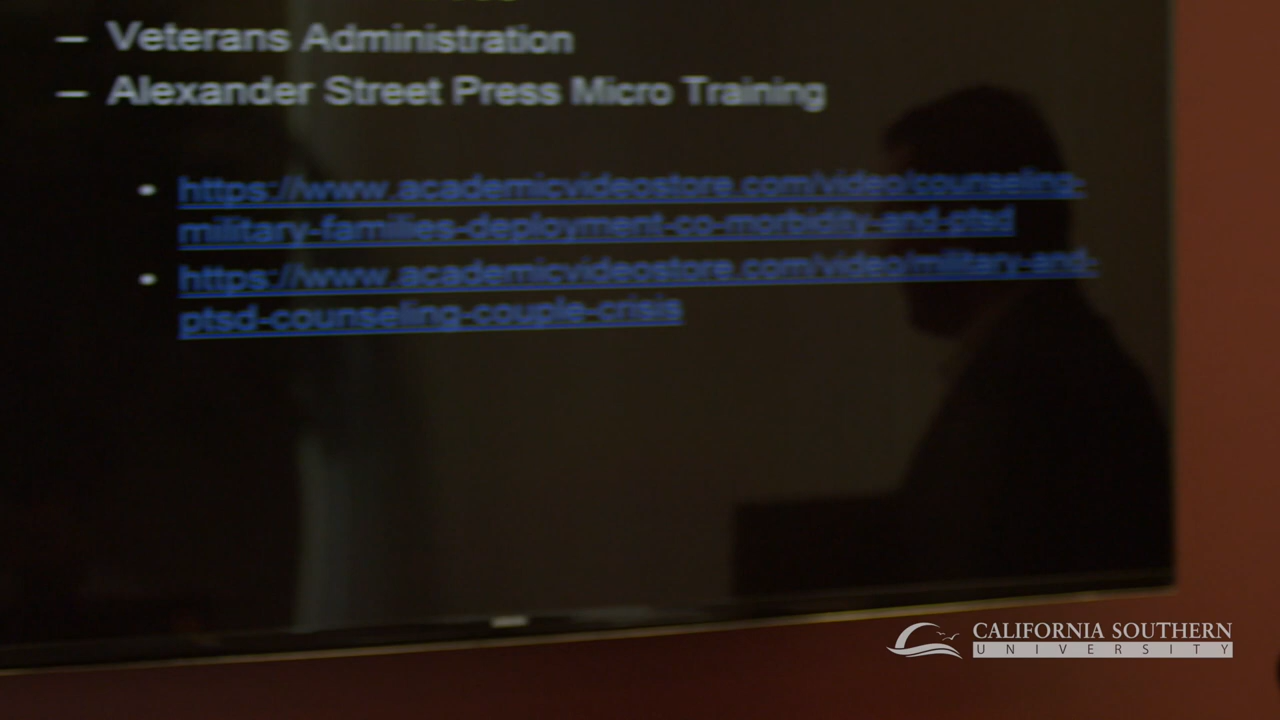 – Veterans Administration
– Alexander Street Press Micro Training
• https://www.academicvideostore.com/video/counseling-
military-families-deployment-co-morbidity-and-ptsd
• https://www.academicvideostore.com/video/military-and-
ptsd-counseling-couple-crisis
CALIFORNIA SOUTHERN
UNIVERSITY